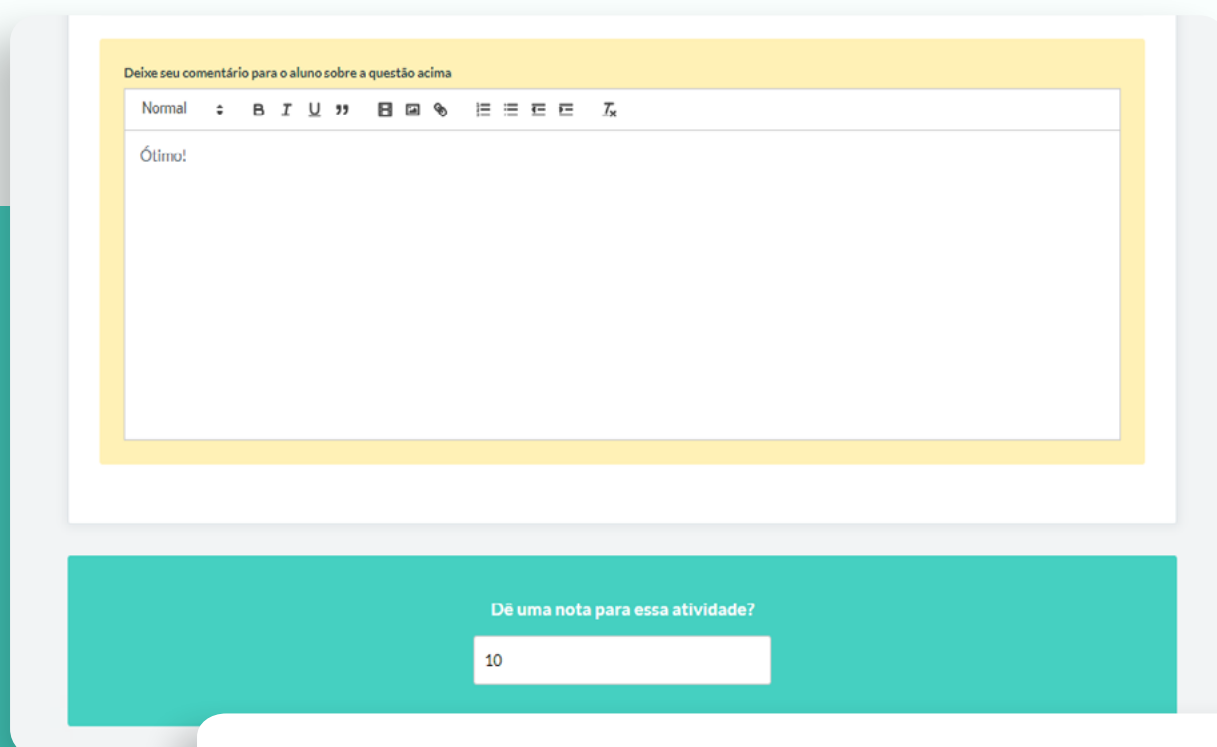 Deixe seu comentário para o aluno sobre a questão acima
Normal
Ótimo!
Dê uma nota para essa atividade?
10